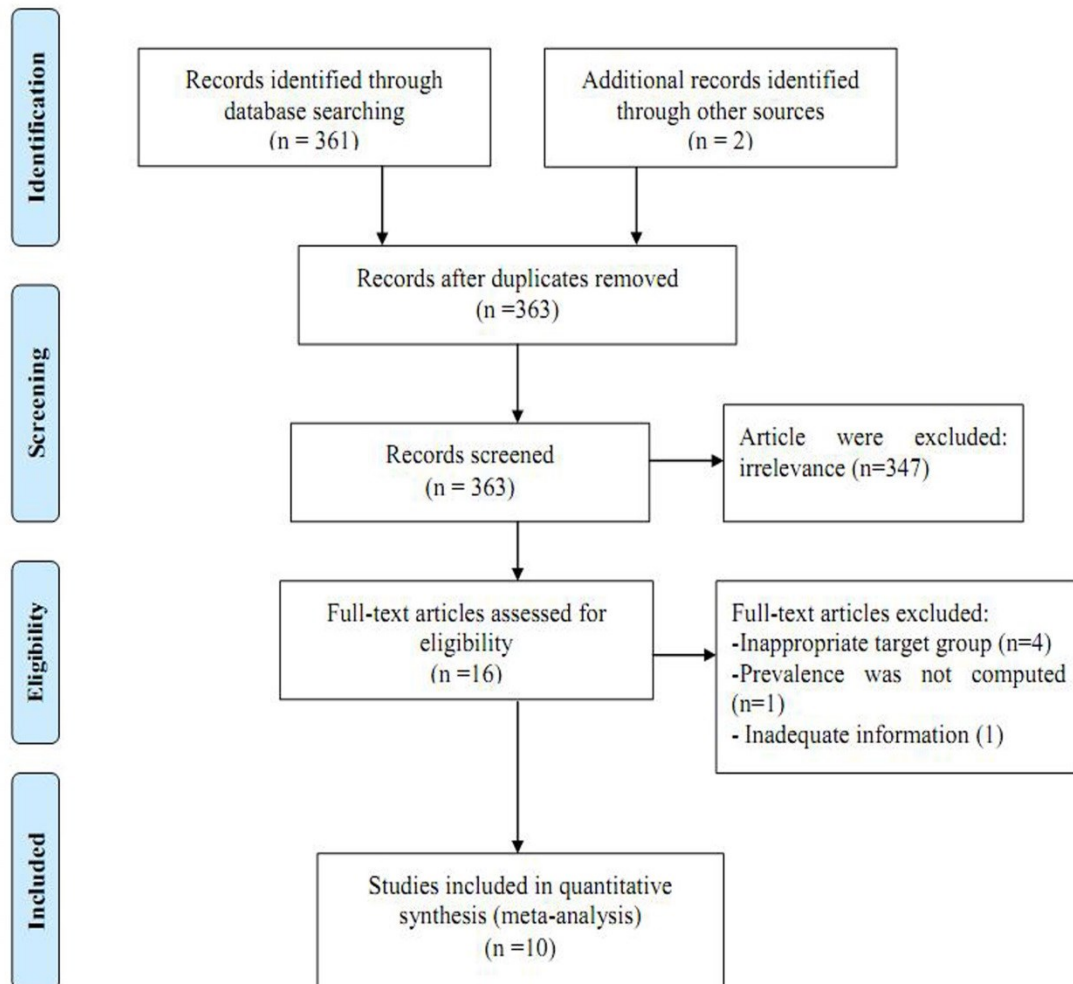 Identification
Records identified through
database searching
(n = 361)
Additional records identified
through other sources
(n = 2)
Records after duplicates removed
(n =363)
Screening
Records screened
(n = 363)
Article were excluded:
irrelevance (n=347)
Eligibility
Full-text articles assessed for
eligibility
(n =16)
Full-text articles excluded:
-Inappropriate target group (n=4)
-Prevalence was not computed
(n=1)
- Inadequate information (1)
Included
Studies included in quantitative
synthesis (meta-analysis)
(n =10)